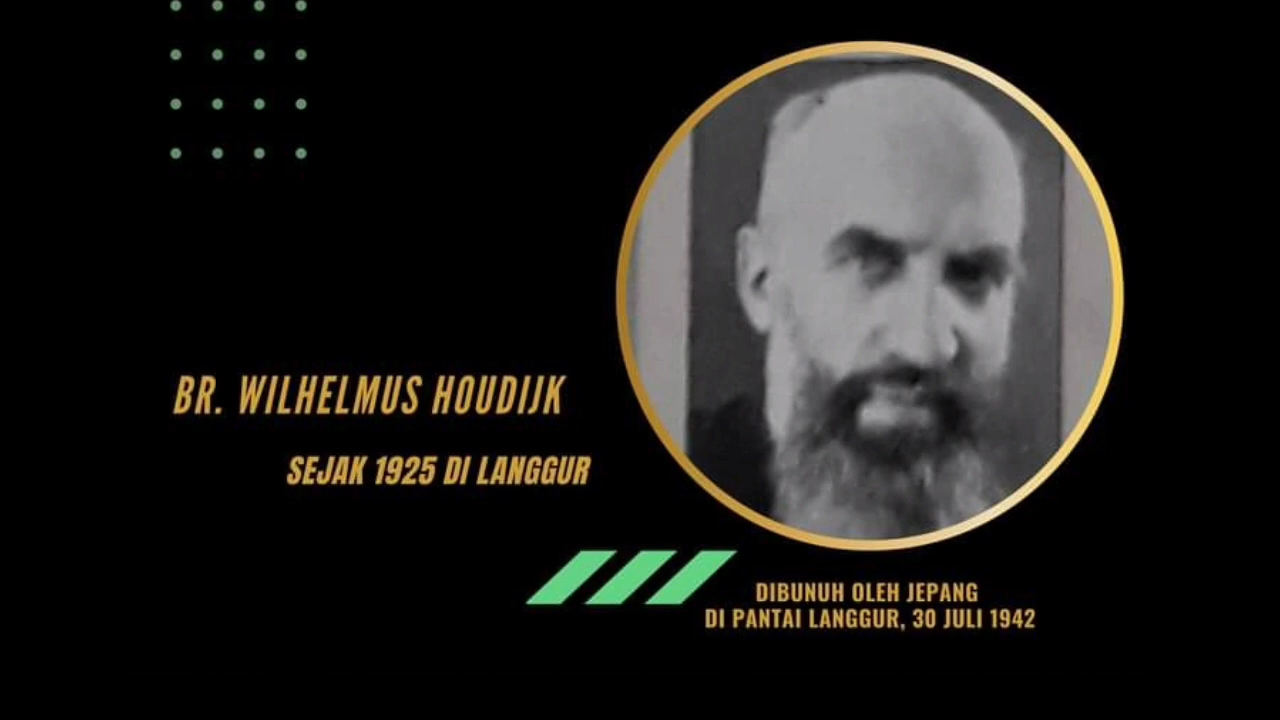 BR. WILHELMUS HOUDIJK
SEJAK 1925 DI LANGGUR
DIBUNUH OLEH JEPANG
DI PANTAI LANGGUR, 30 JULI 1942